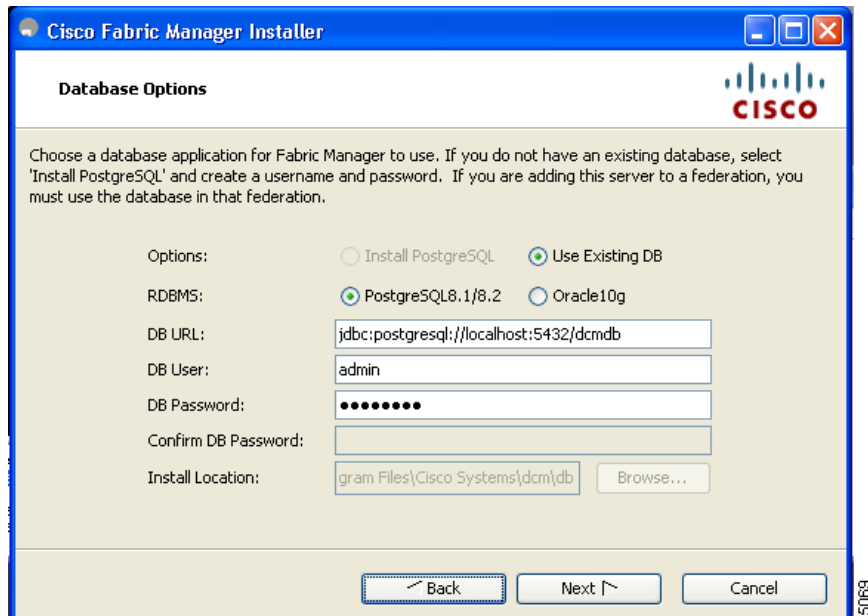 Cisco Fabric Manager Installer
Database Options
CISCO
Choose a database application for Fabric Manager to use. If you do not have an existing database, select
'Install PostgreSQL' and create a username and password. If you are adding this server to a federation, you
must use the database in that federation.
Options: Install PostgreSQL Use Existing DB
RDBMS: PostgreSQL8.1/8.2 Oracle10g
DB URL: jdbc:postgresql://localhost:5432/dcmdb
DB User: admin
DB Password: ●●●●●●●●
Confirm DB Password:
Install Location: gram Files\Cisco Systems\dcm\db Browse...
Back Next Cancel